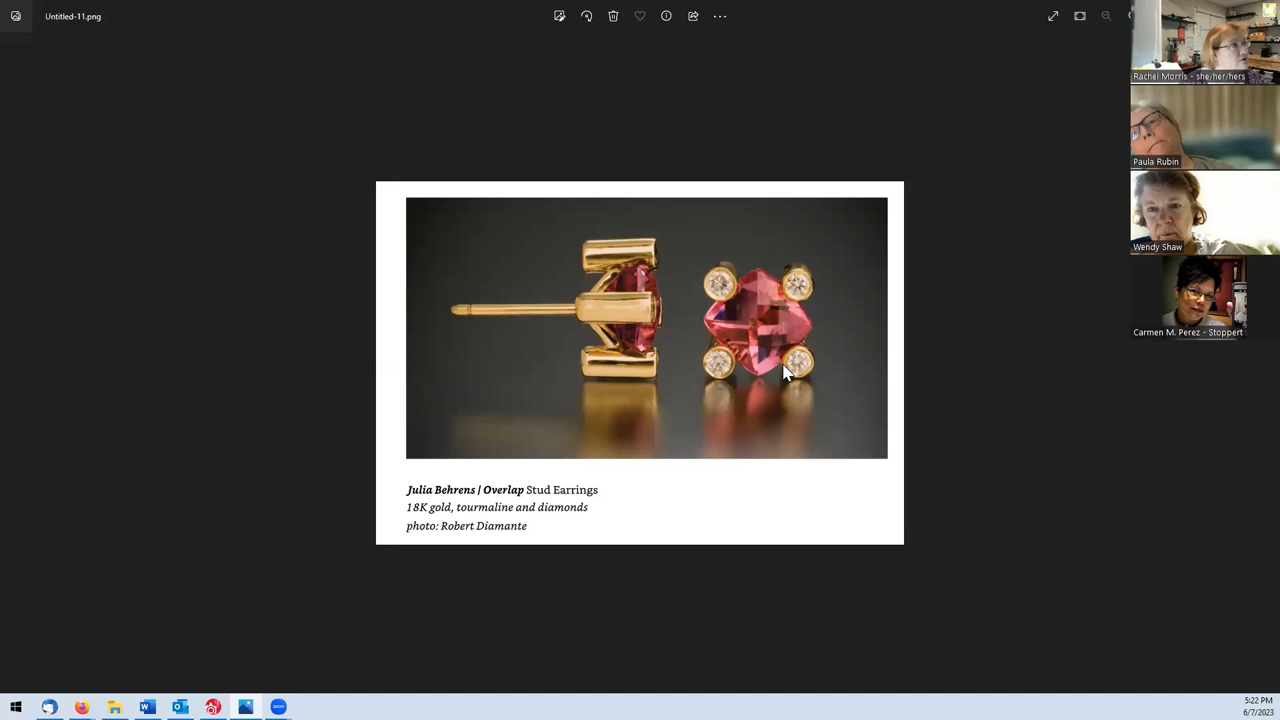 Untitled-11.png
Rachel Morris - she/her/hers
Paula Rubin
Wendy Shaw
Carmen M. Perez - Stoppert
Julia Behrens | Overlap Stud Earrings
18K gold, tourmaline and diamonds
photo: Robert Diamante
zoom
5:22 PM
6/7/2023